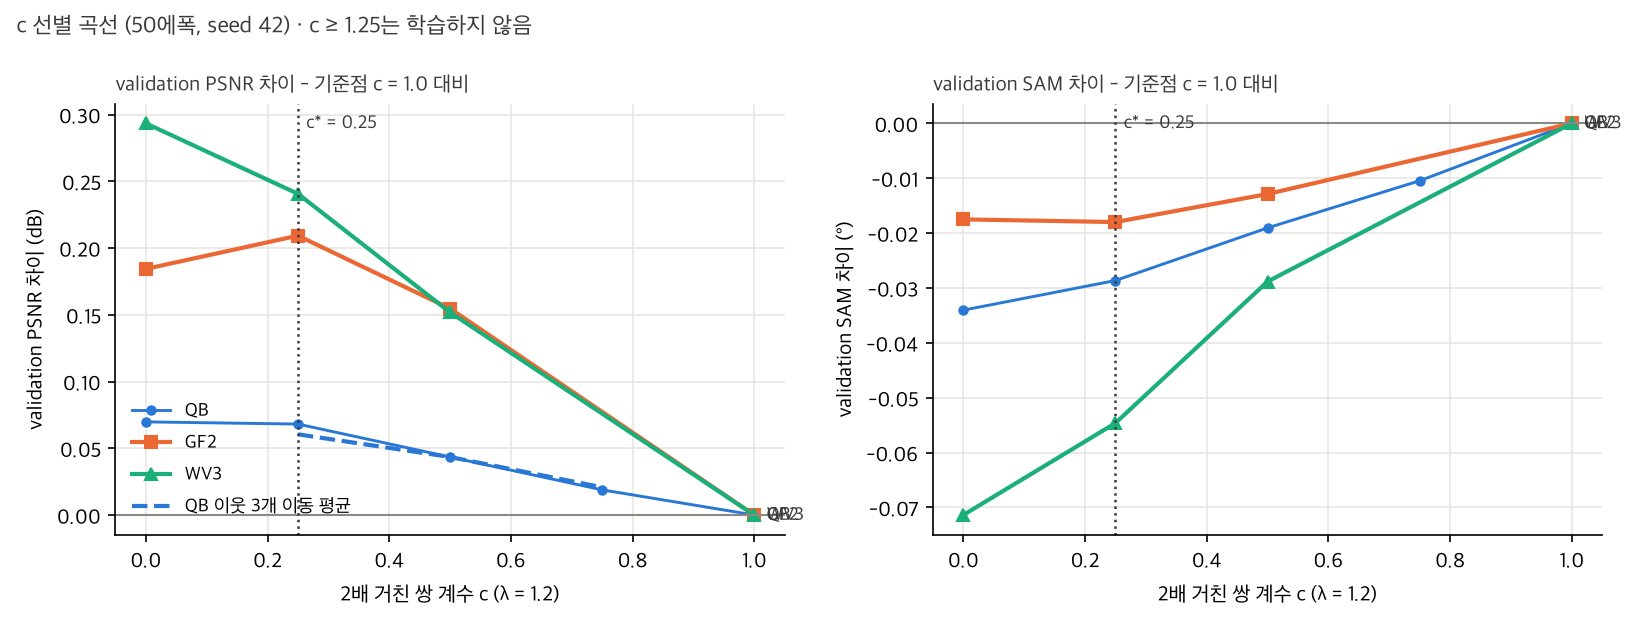 c 선별 곡선 (50에폭, seed 42) · c ≥ 1.25는 학습하지 않음
validation PSNR 차이 – 기준점 c = 1.0 대비
c* = 0.25
0.30
0.25
0.20
0.15
0.10
0.05
0.00
validation PSNR 차이 (dB)
QB
GF2
WV3
QB 이웃 3개 이동 평균
0.0
0.2
0.4
0.6
0.8
1.0
2배 거친 쌍 계수 c (λ = 1.2)
validation SAM 차이 – 기준점 c = 1.0 대비
c* = 0.25
0.00
-0.01
-0.02
-0.03
-0.04
-0.05
-0.06
-0.07
validation SAM 차이 (°)
0.0
0.2
0.4
0.6
0.8
1.0
2배 거친 쌍 계수 c (λ = 1.2)